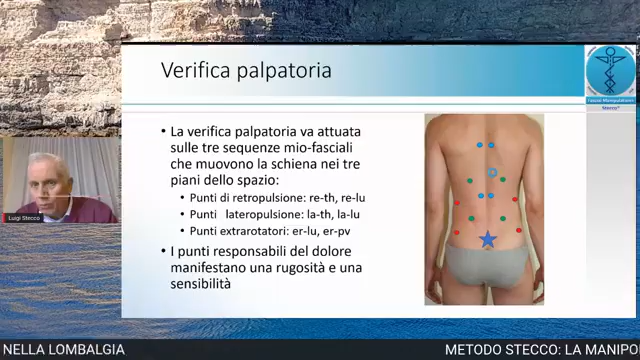 Verifica palpatoria
• La verifica palpatoria va attuata
sulle tre sequenze mio-fasciali
che muovono la schiena nei tre
piani dello spazio:
• Punti di retropulsione: re-th, re-lu
• Punti lateropulsione: la-th, la-lu
• Punti extrarotatori: er-lu, er-pv
• I punti responsabili del dolore
manifestano una rugosità e una
sensibilità
Fascial Manipulation®
Stecco®
Luigi Stecco
NELLA LOMBALGIA
METODO STECCO: LA MANIPO